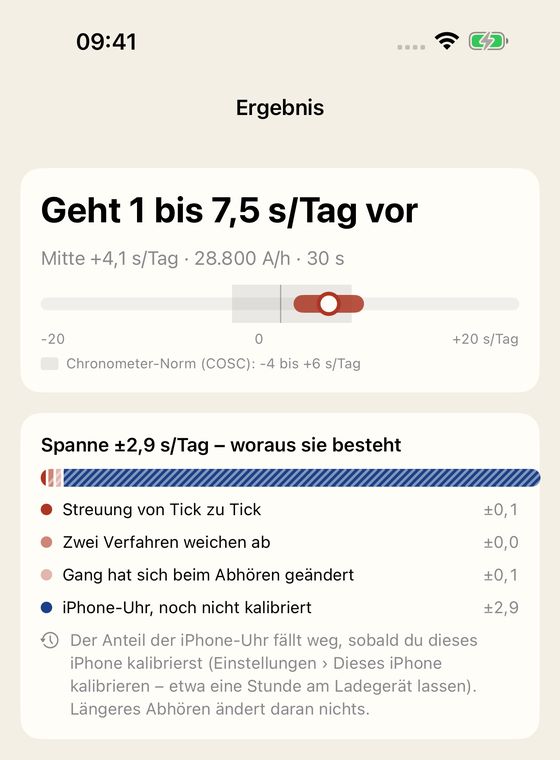 09:41
Ergebnis
Geht 1 bis 7,5 s/Tag vor
Mitte +4,1 s/Tag · 28.800 A/h · 30 s
-20 0 +20 s/Tag
Chronometer-Norm (COSC): -4 bis +6 s/Tag
Spanne ±2,9 s/Tag – woraus sie besteht
Streuung von Tick zu Tick ±0,1
Zwei Verfahren weichen ab ±0,0
Gang hat sich beim Abhören geändert ±0,1
iPhone-Uhr, noch nicht kalibriert ±2,9
Der Anteil der iPhone-Uhr fällt weg, sobald du dieses
iPhone kalibrierst (Einstellungen › Dieses iPhone
kalibrieren – etwa eine Stunde am Ladegerät lassen).
Längeres Abhören ändert daran nichts.